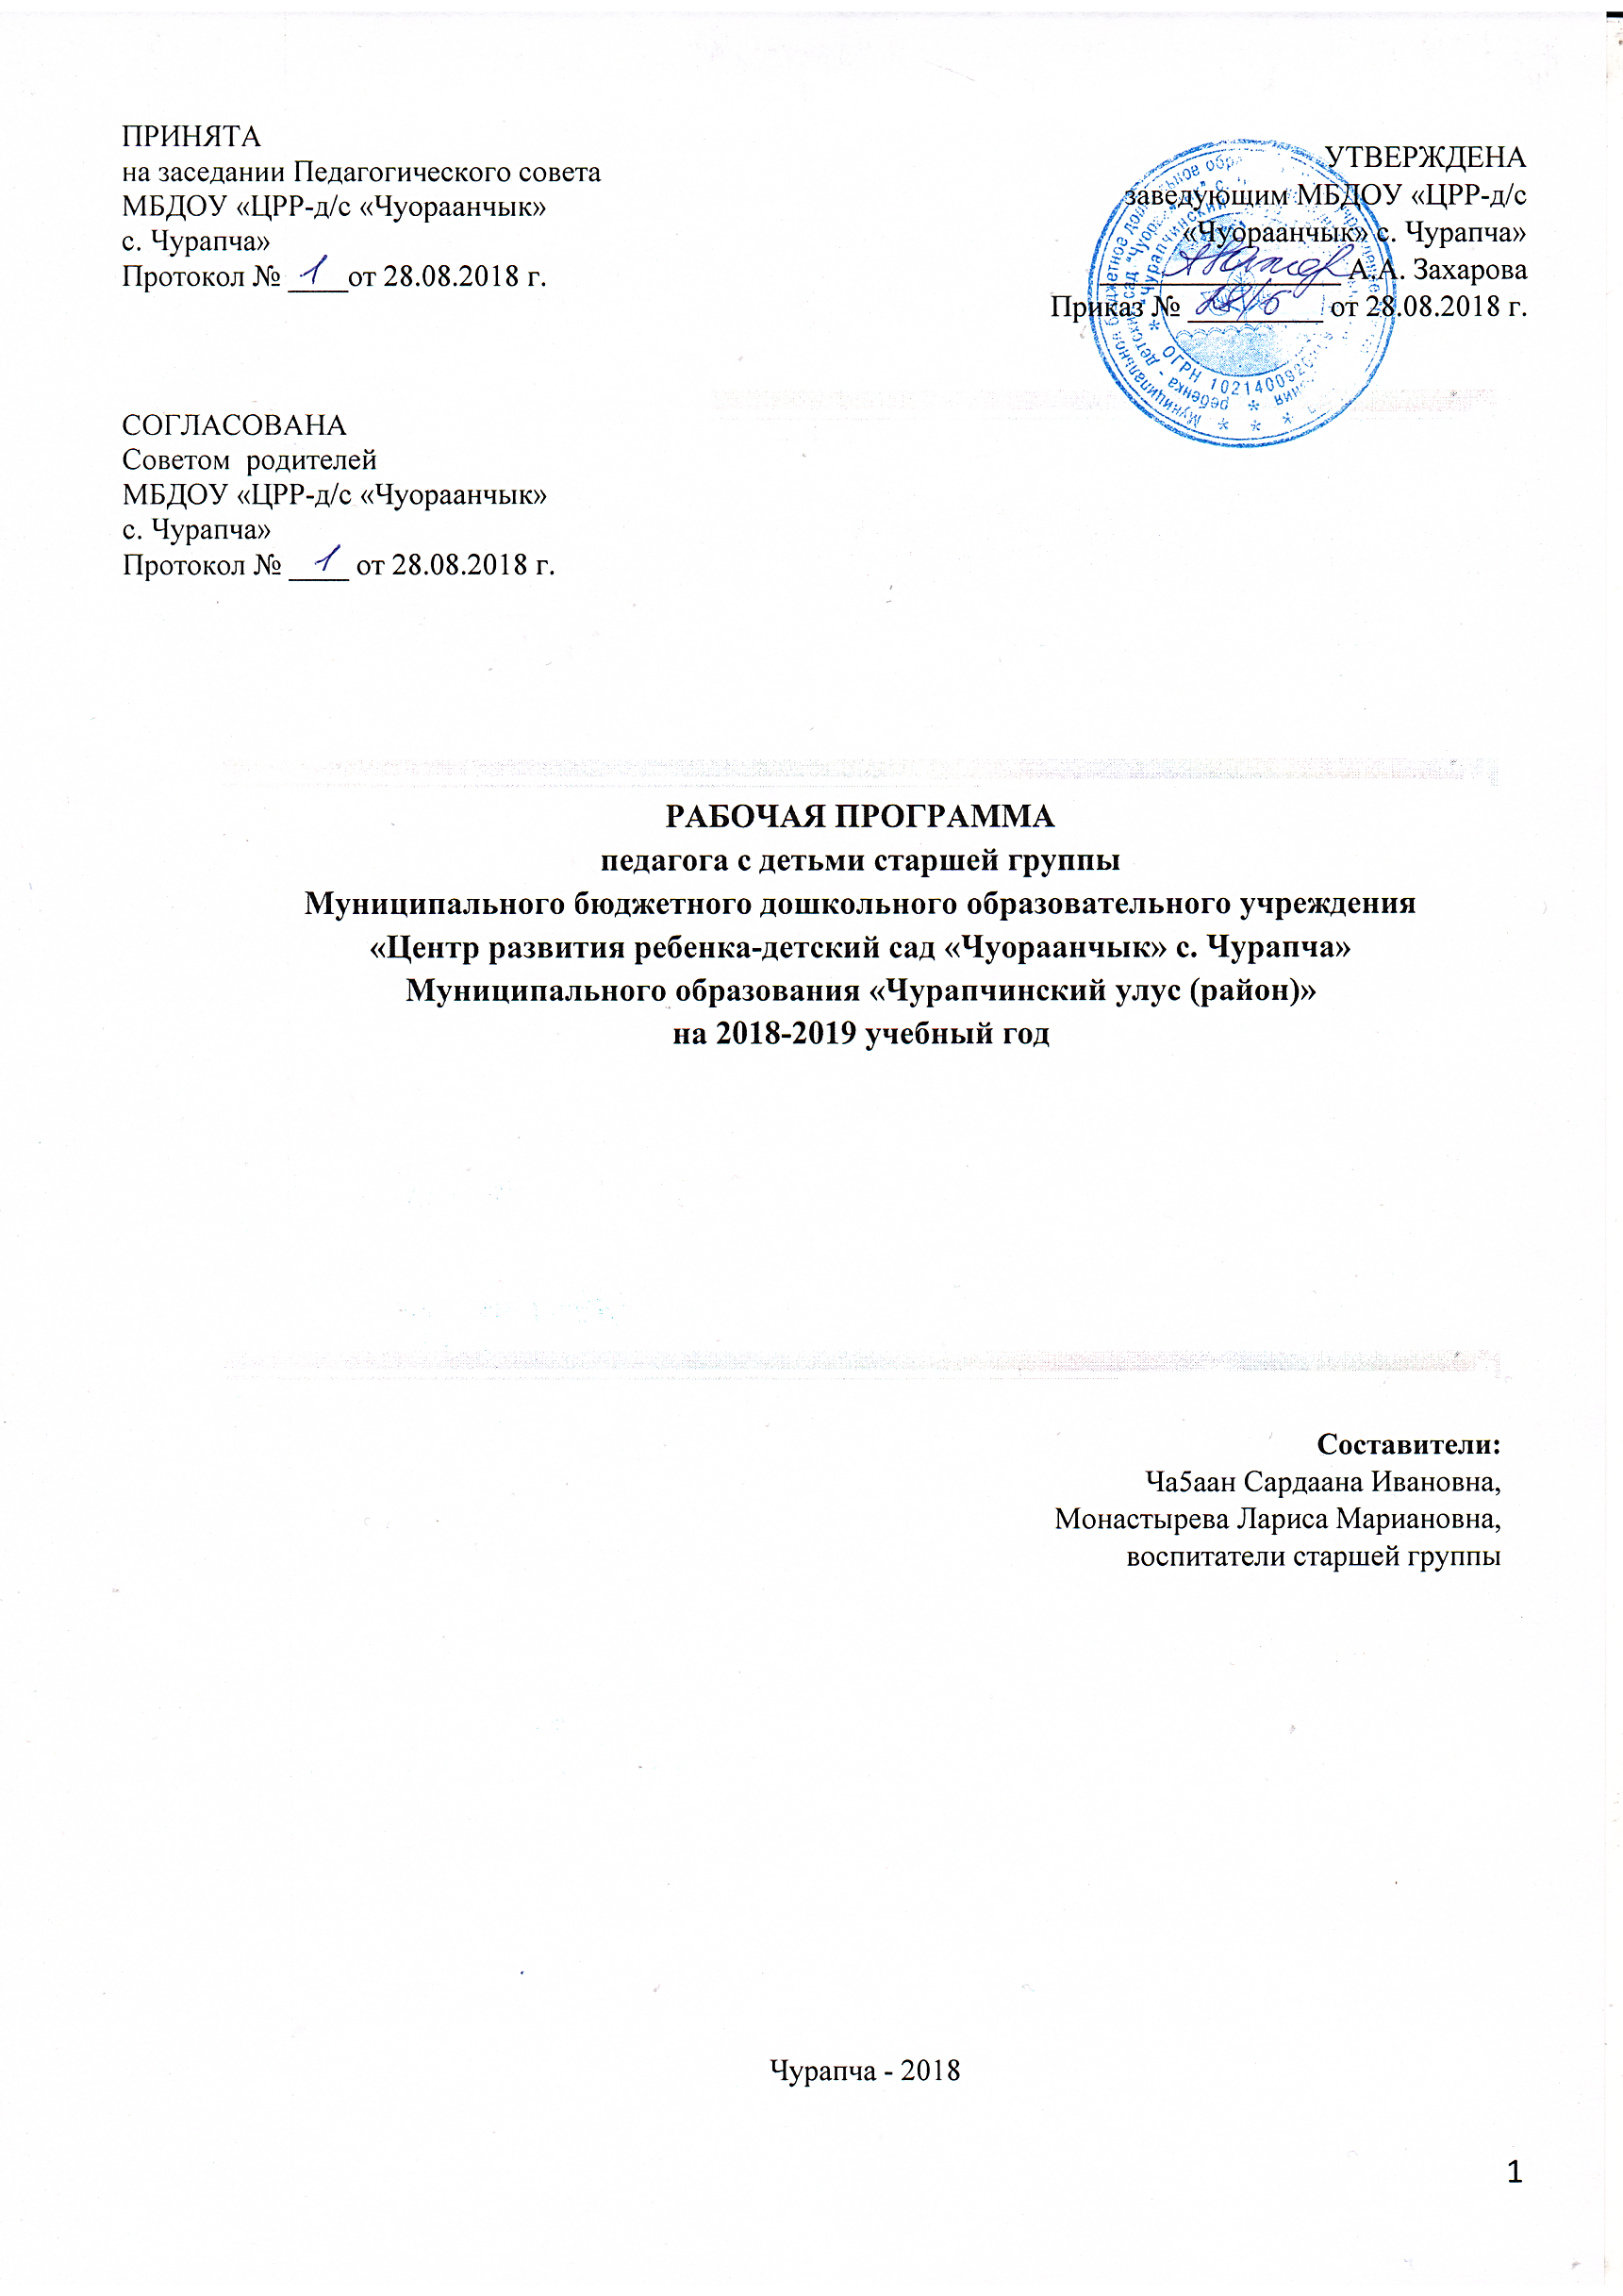 ПРИНЯТА
на заседании Педагогического совета
МБДОУ «ЦРР-д/с «Чуораанчык»
с. Чурапча»
Протокол № 1 от 28.08.2018 г.
УТВЕРЖДЕНА
заведующим МБДОУ «ЦРР-д/с
«Чуораанчык» с. Чурапча»
А.А. Захарова
Приказ № от 28.08.2018 г.
СОГЛАСОВАНА
Советом родителей
МБДОУ «ЦРР-д/с «Чуораанчык»
с. Чурапча»
Протокол № 1 от 28.08.2018 г.
РАБОЧАЯ ПРОГРАММА
педагога с детьми старшей группы
Муниципального бюджетного дошкольного образовательного учреждения
«Центр развития ребенка-детский сад «Чуораанчык» с. Чурапча»
Муниципального образования «Чурапчинский улус (район)»
на 2018-2019 учебный год
Составители:
Ча5аан Сардаана Ивановна,
Монастырева Лариса Мариановна,
воспитатели старшей группы
Чурапча - 2018
1